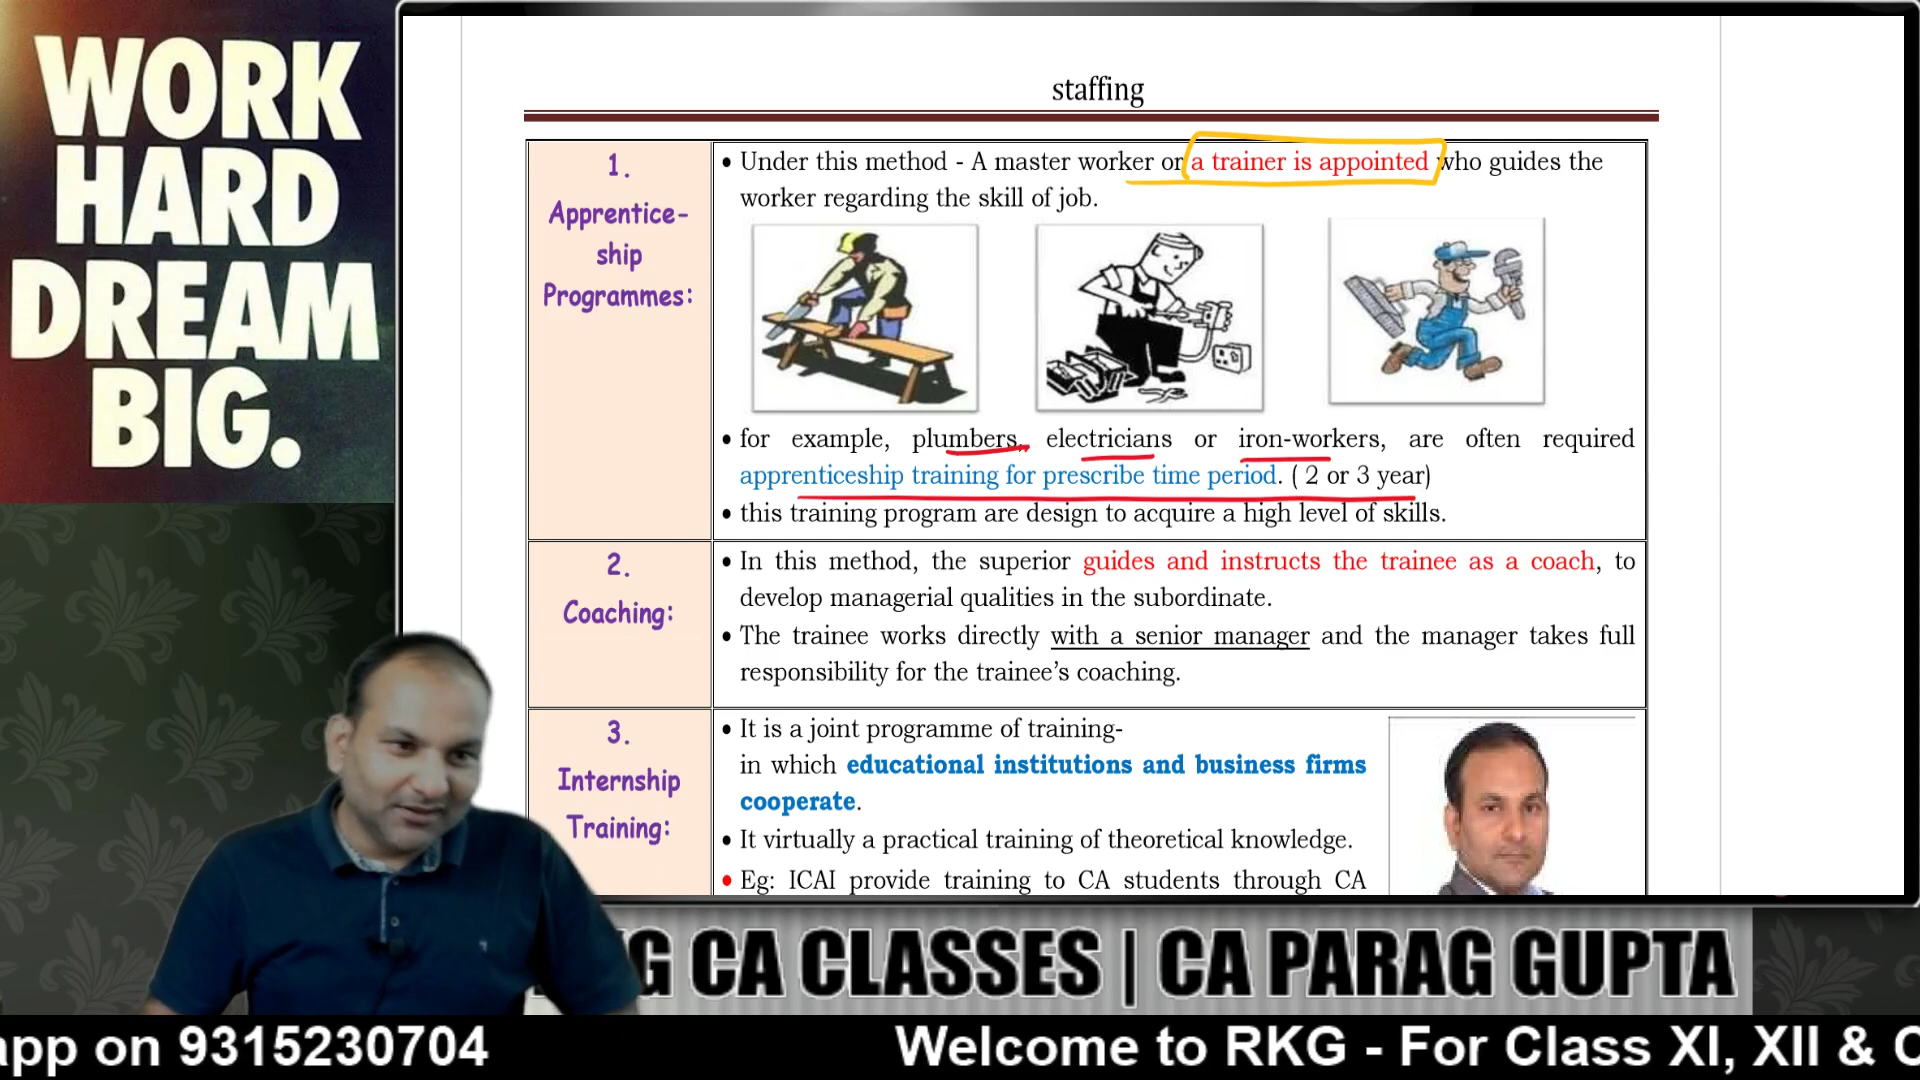 WORK
HARD
DREAM
BIG.
staffing
1.
Apprentice-
ship
Programmes:
• Under this method - A master worker or a trainer is appointed who guides the
worker regarding the skill of job.
• for example, plumbers,, electricians or iron-workers, are often required
apprenticeship training for prescribe time period. ( 2 or 3 year)
• this training program are design to acquire a high level of skills.
2.
Coaching:
• In this method, the superior guides and instructs the trainee as a coach, to
develop managerial qualities in the subordinate.
• The trainee works directly with a senior manager and the manager takes full
responsibility for the trainee’s coaching.
3.
Internship
Training:
• It is a joint programme of training-
in which educational institutions and business firms
cooperate.
• It virtually a practical training of theoretical knowledge.
• Eg: ICAI provide training to CA students through CA
G CA CLASSES | CA PARAG GUPTA
app on 9315230704
Welcome to RKG - For Class XI, XII &